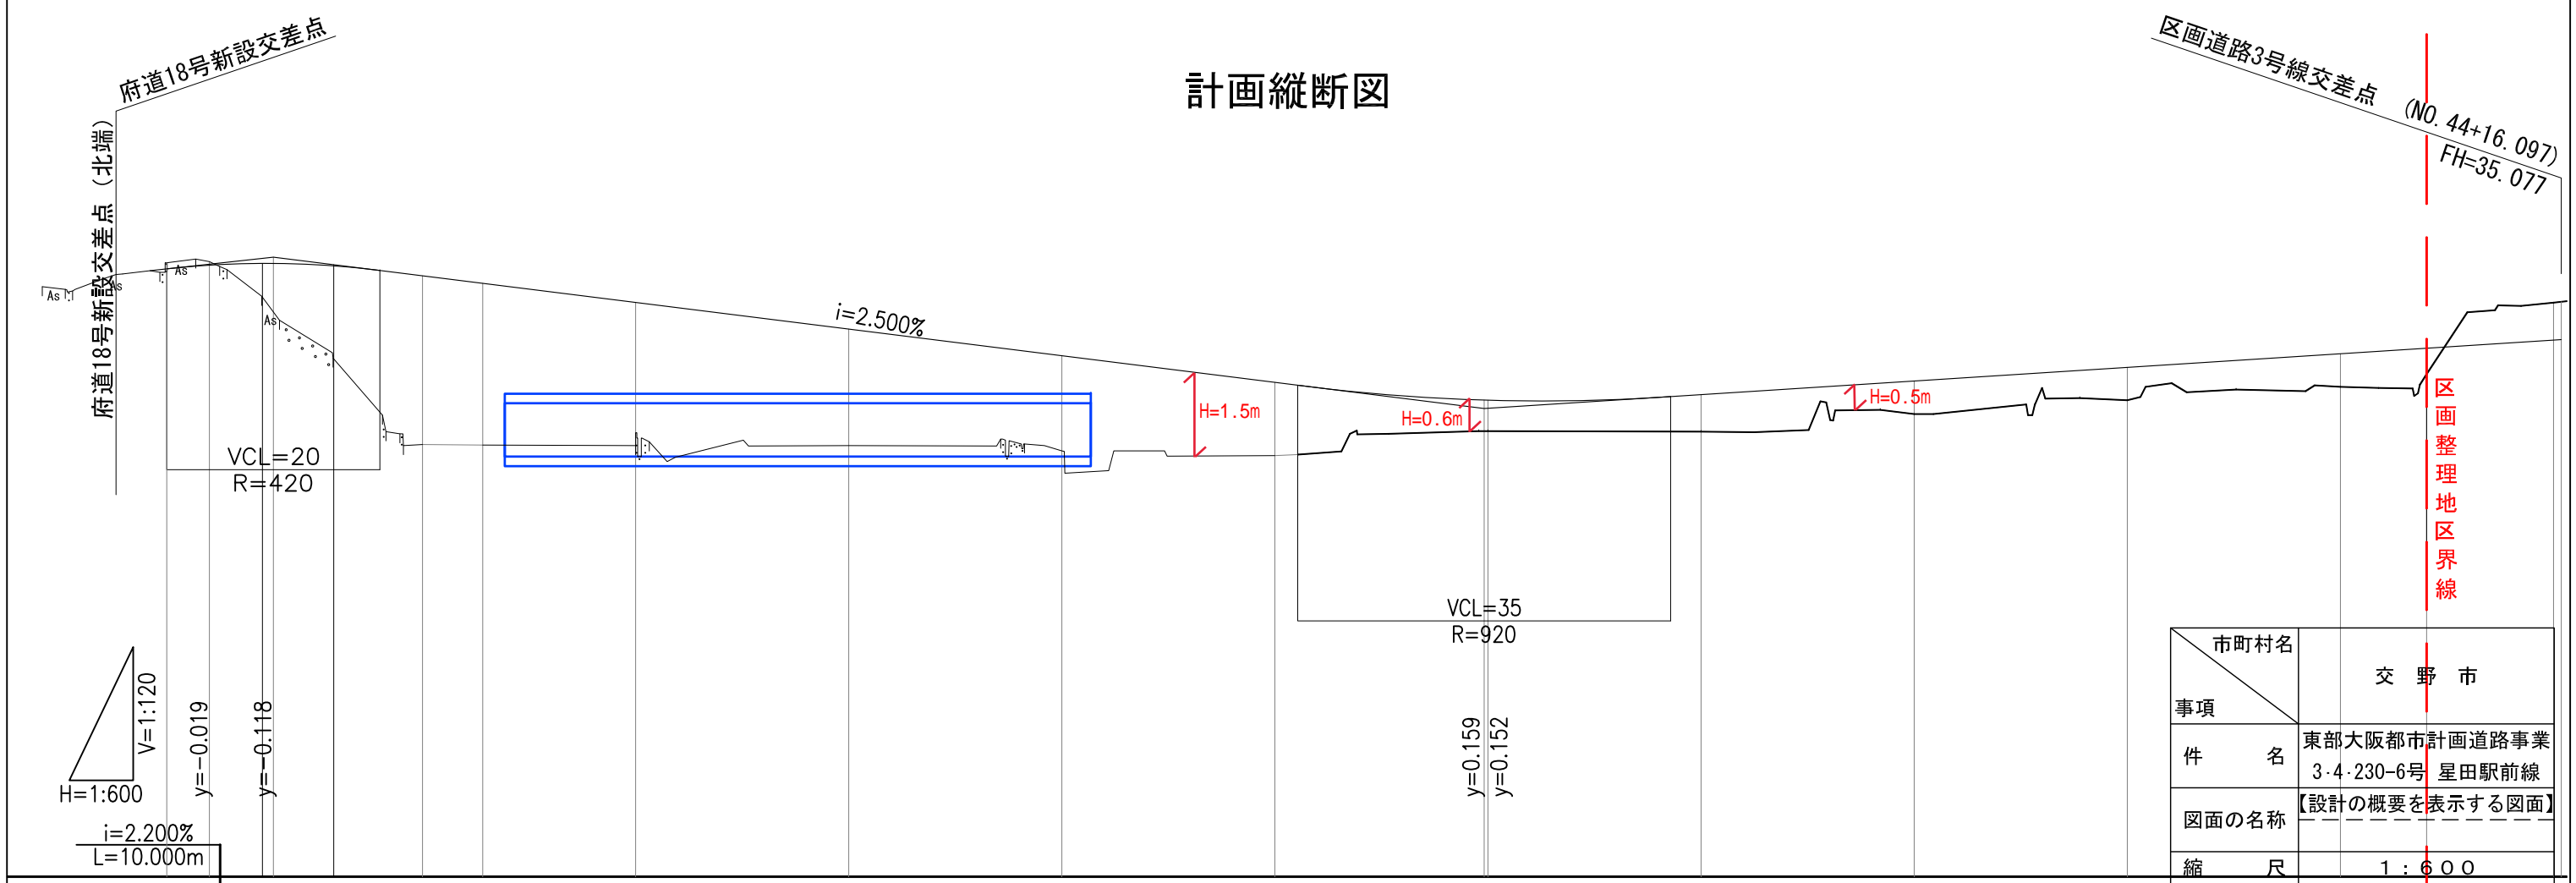 計画縦断図
府道18号新設交差点
府道18号新設交差点（北端）
区画道路3号線交差点 (NO. 44+16. 097)
FH=35. 077
As
As
As
As
i=2.500%
VCL=20
R=420
H=1.5m
H=0.6m
H=0.5m
区画整理地区界線
VCL=35
R=920
V=1:120
H=1:600
y=-0.019
y=-0.118
y=0.159
y=0.152
i=2.200%
L=10.000m
市町村名
事項
交野市
件名
東部大阪都市計画道路事業
3·4·230-6号 星田駅前線
図面の名称
【設計の概要を表示する図面】
縮尺
1：600